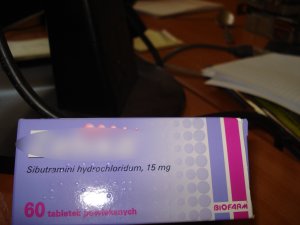 Sibutramini hydrochloridum, 15 mg
60 tabletek powlekanych
BIOFARM